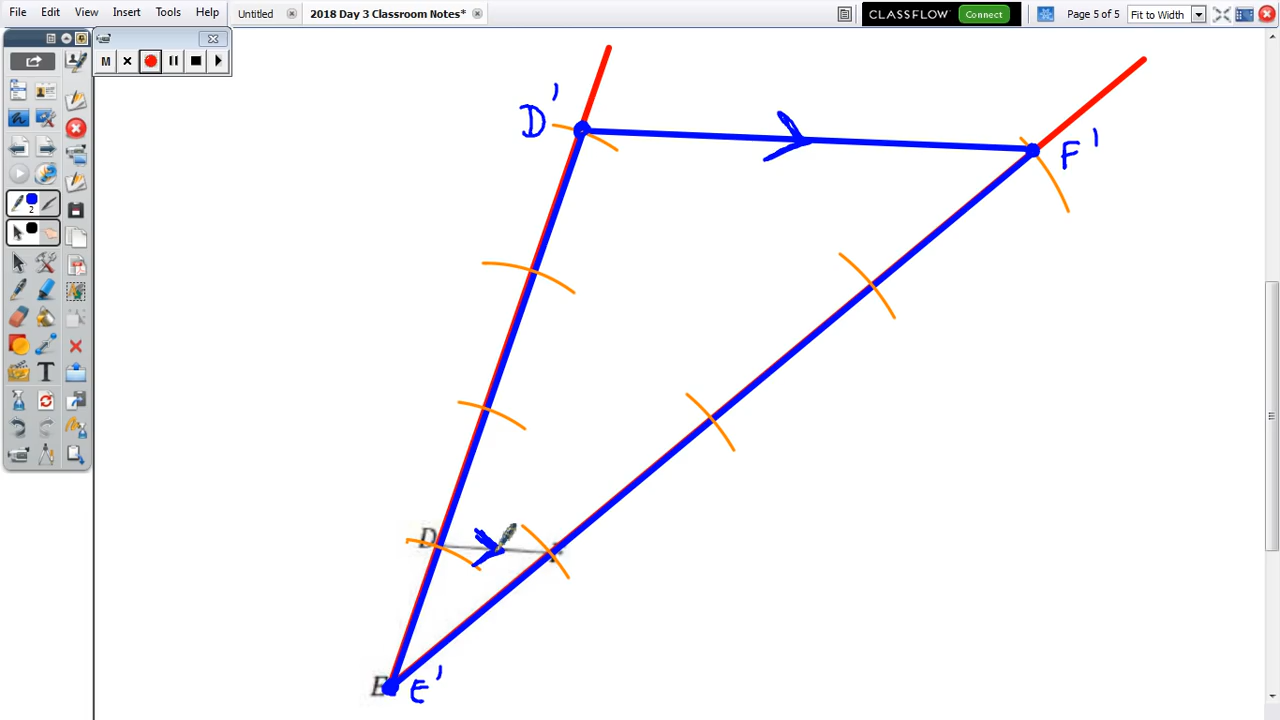 File Edit View Insert Tools Help
Untitled
2018 Day 3 Classroom Notes*
CLASSFLOW Connect
Page 5 of 5
Fit to Width
M
2
T
D'
F'
D
E E'